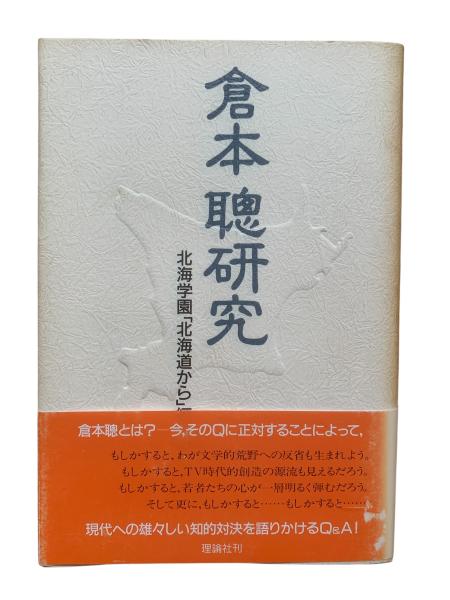 倉本聰研究
北海学園「北海道から」
倉本聰とは?―今,そのQに正対することによって,
もしかすると,わが文学的荒野への反省も生まれよう。
もしかすると,TV時代的創造の源流も見えるだろう。
もしかすると,若者たちの心が一層明るく弾むだろう。
そして更に,もしかすると……もしかすると……
現代への雄々しい知的対決を語りかけるQ&A!
理論社刊